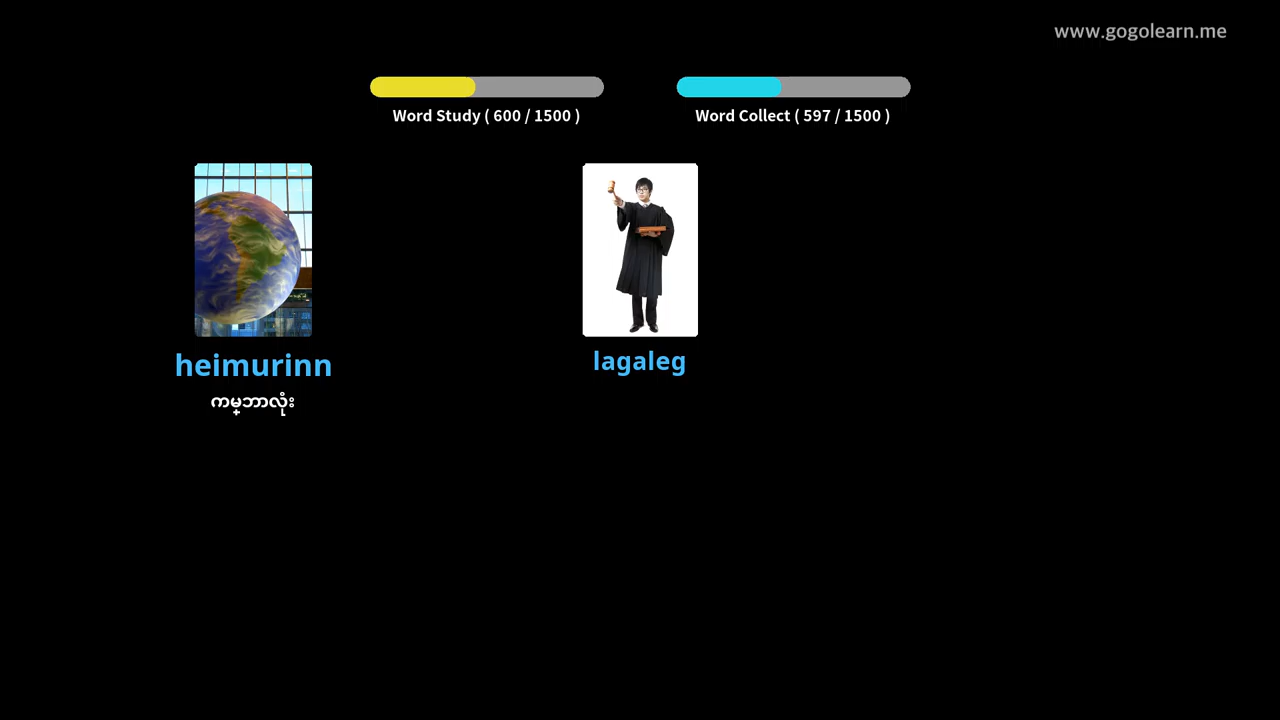 www.gogolearn.me
Word Study ( 600 / 1500 )
Word Collect ( 597 / 1500 )
heimurinn
ကမ္ဘာလုံး
lagaleg